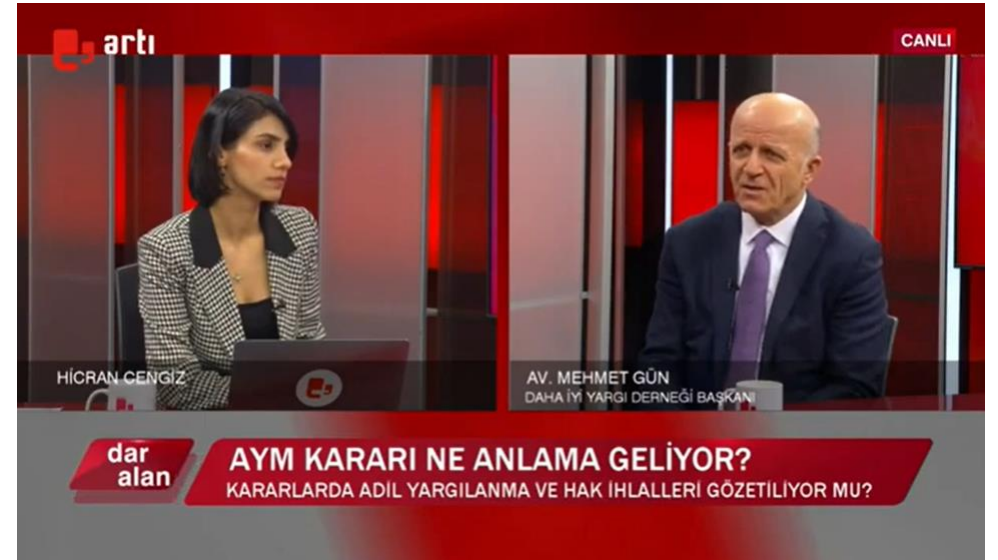 artı
CANLI
HİCRAN CENGİZ
AV. MEHMET GÜN
DAHA İYİ YARGI DERNEĞİ BAŞKANI
dar
alan
AYM KARARI NE ANLAMA GELİYOR?
KARARLARDA ADİL YARGILANMA VE HAK İHLALLERİ GÖZETİLİYOR MU?